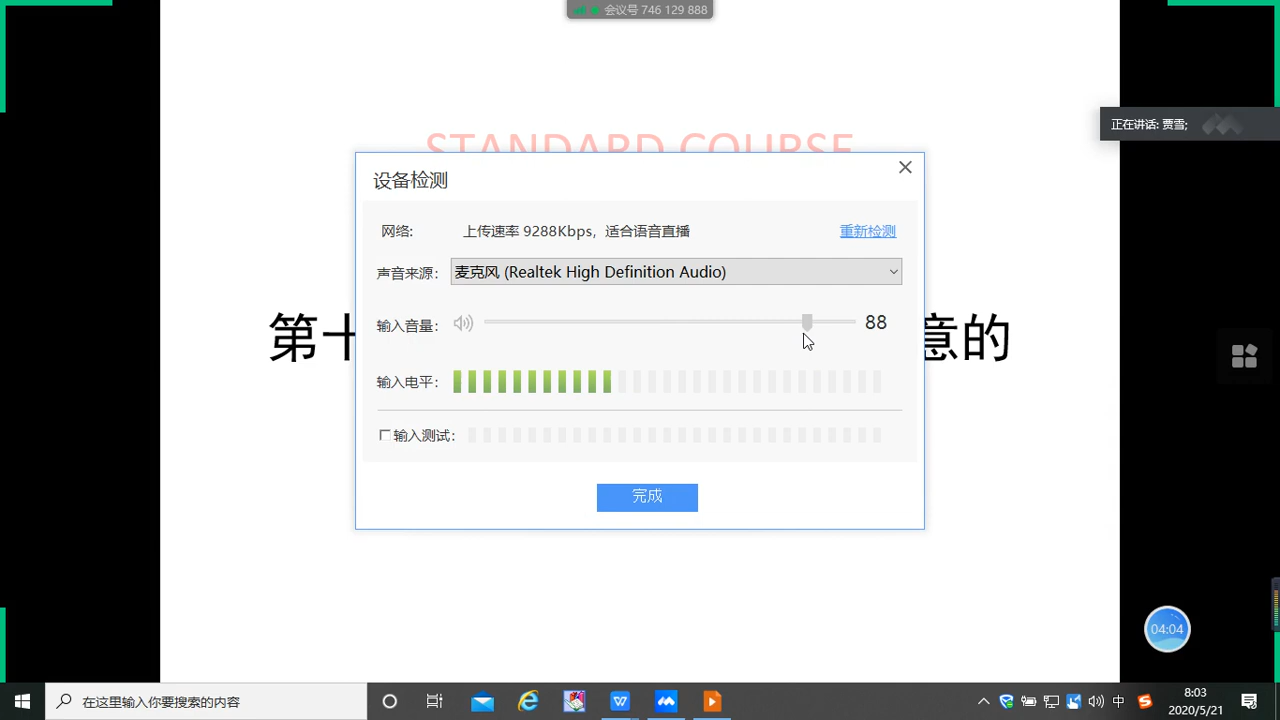 会议号 746 129 888
正在讲话: 贾雪;
STANDARD COURSE
设备检测
网络: 上传速率 9288Kbps，适合语音直播 重新检测
声音来源: 麦克风 (Realtek High Definition Audio)
输入音量: 88
第十 意的
输入电平:
输入测试:
完成
04:04
在这里输入你要搜索的内容
中
8:03
2020/5/21